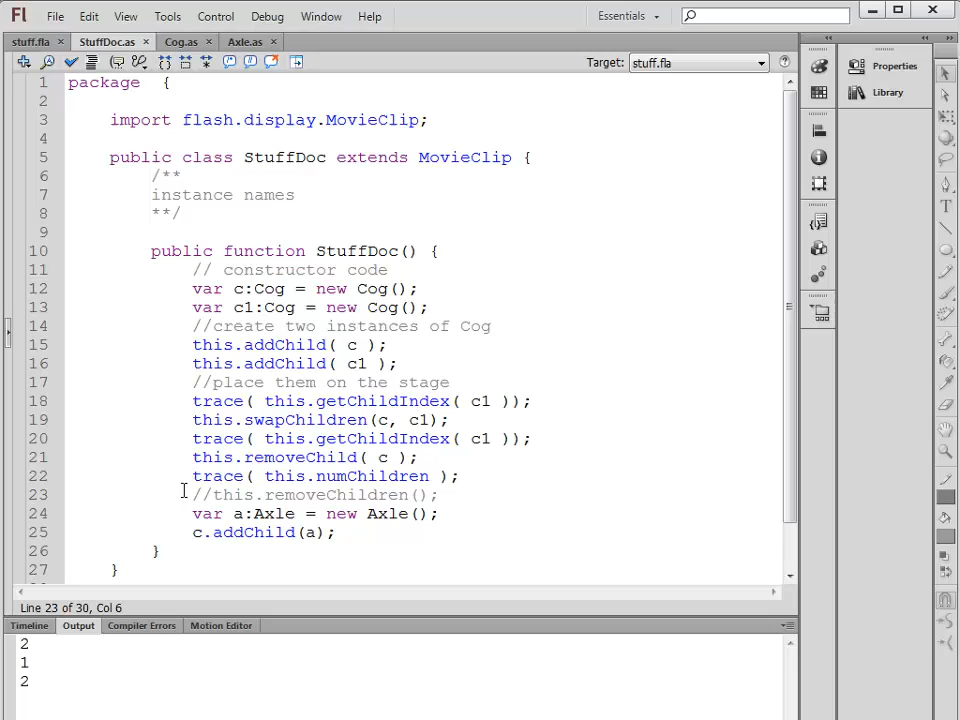 Fl File Edit View Tools Control Debug Window Help Essentials
stuff.fla × StuffDoc.as × Cog.as × Axle.as ×
Target: stuff.fla
1 package {
2
3 import flash.display.MovieClip;
4
5 public class StuffDoc extends MovieClip {
6 /**
7 instance names
8 **/
9
10 public function StuffDoc() {
11 // constructor code
12 var c:Cog = new Cog();
13 var c1:Cog = new Cog();
14 //create two instances of Cog
15 this.addChild( c );
16 this.addChild( c1 );
17 //place them on the stage
18 trace( this.getChildIndex( c1 ));
19 this.swapChildren(c, c1);
20 trace( this.getChildIndex( c1 ));
21 this.removeChild( c );
22 trace( this.numChildren );
23 //this.removeChildren();
24 var a:Axle = new Axle();
25 c.addChild(a);
26 }
27 }
Line 23 of 30, Col 6
Timeline Output Compiler Errors Motion Editor
2
1
2
Properties
Library